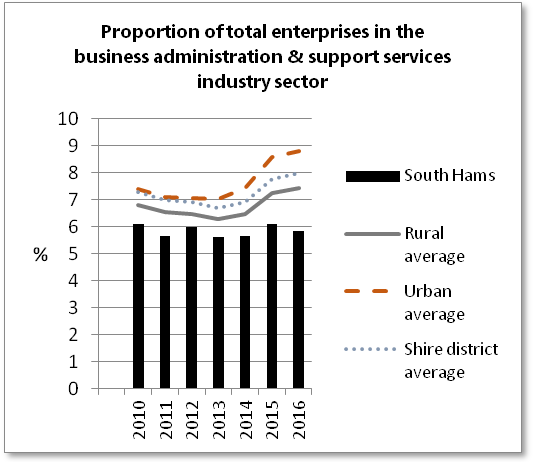 Proportion of total enterprises in the
business administration & support services
industry sector
10
9
8
7
6
5
4
3
2
1
0
%
2010
2011
2012
2013
2014
2015
2016
South Hams
Rural
average
Urban
average
Shire district
average